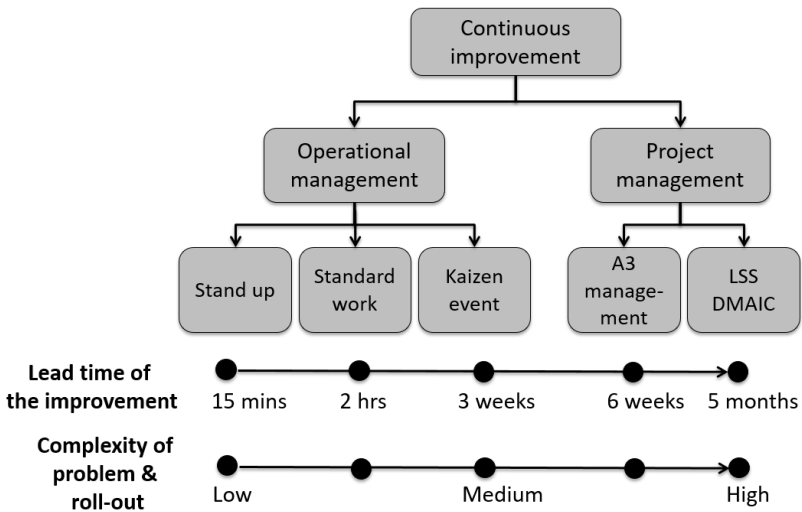 Continuous
improvement
Operational
management
Project
management
Stand up
Standard
work
Kaizen
event
A3
manage-
ment
LSS
DMAIC
Lead time of
the improvement
15 mins
2 hrs
3 weeks
6 weeks
5 months
Complexity of
problem &
roll-out
Low
Medium
High